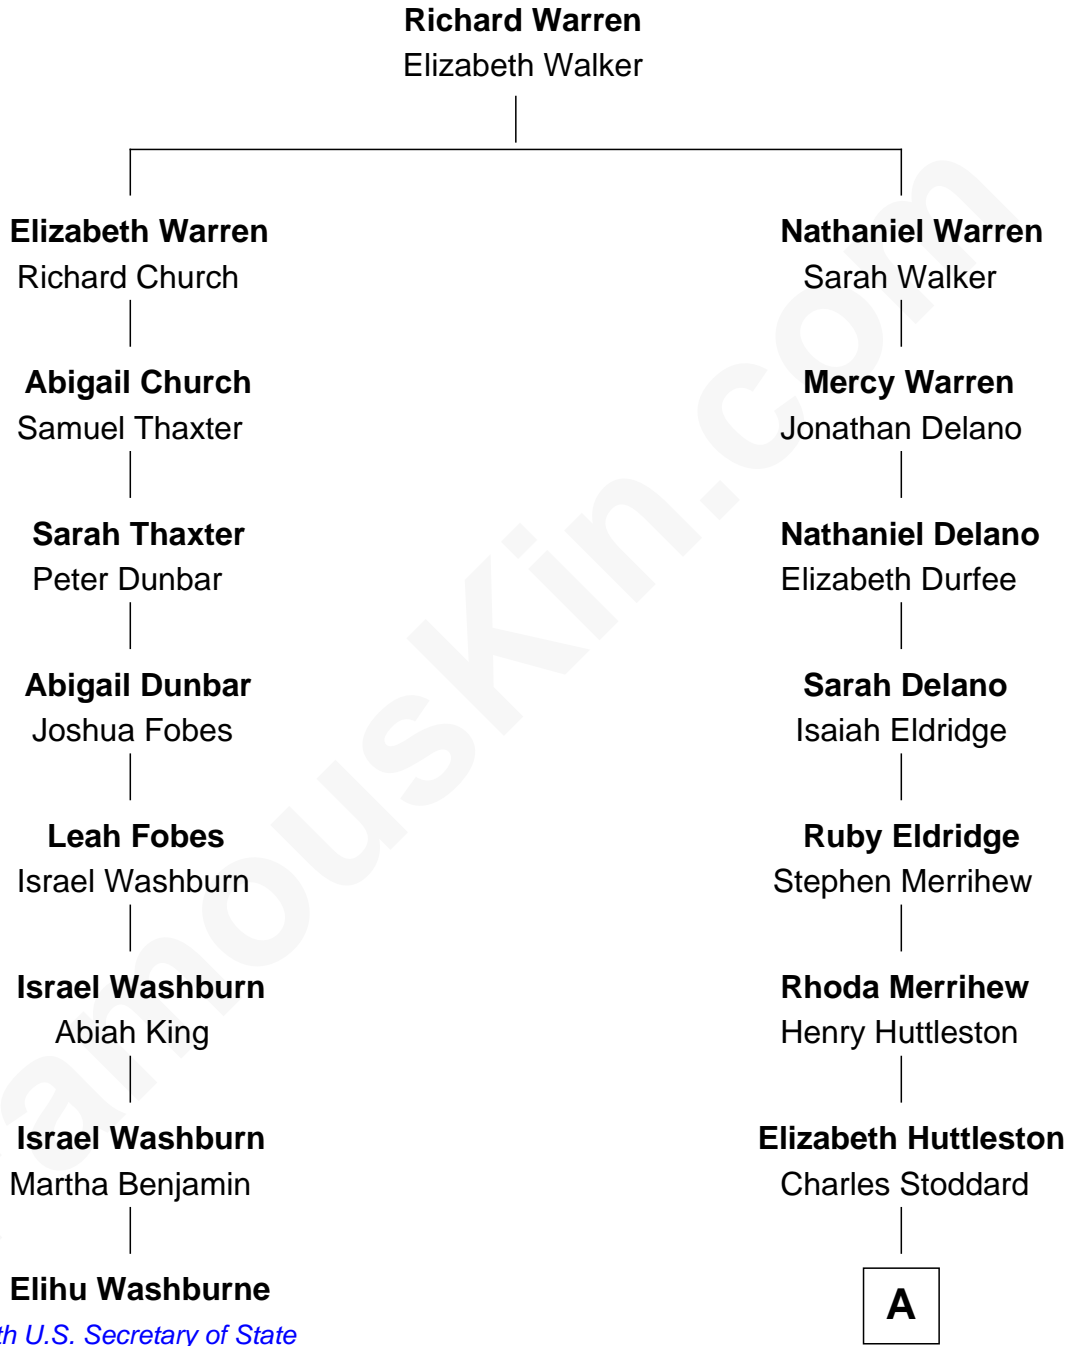 Richard Warren
Elizabeth Walker
Elizabeth Warren
Richard Church
Abigail Church
Samuel Thaxter
Sarah Thaxter
Peter Dunbar
Abigail Dunbar
Joshua Fobes
Leah Fobes
Israel Washburn
Israel Washburn
Abiah King
Israel Washburn
Martha Benjamin
Elihu Washburne
th U.S. Secretary of State
Nathaniel Warren
Sarah Walker
Mercy Warren
Jonathan Delano
Nathaniel Delano
Elizabeth Durfee
Sarah Delano
Isaiah Eldridge
Ruby Eldridge
Stephen Merrihew
Rhoda Merrihew
Henry Huttleston
Elizabeth Huttleston
Charles Stoddard
A
amouskin.com